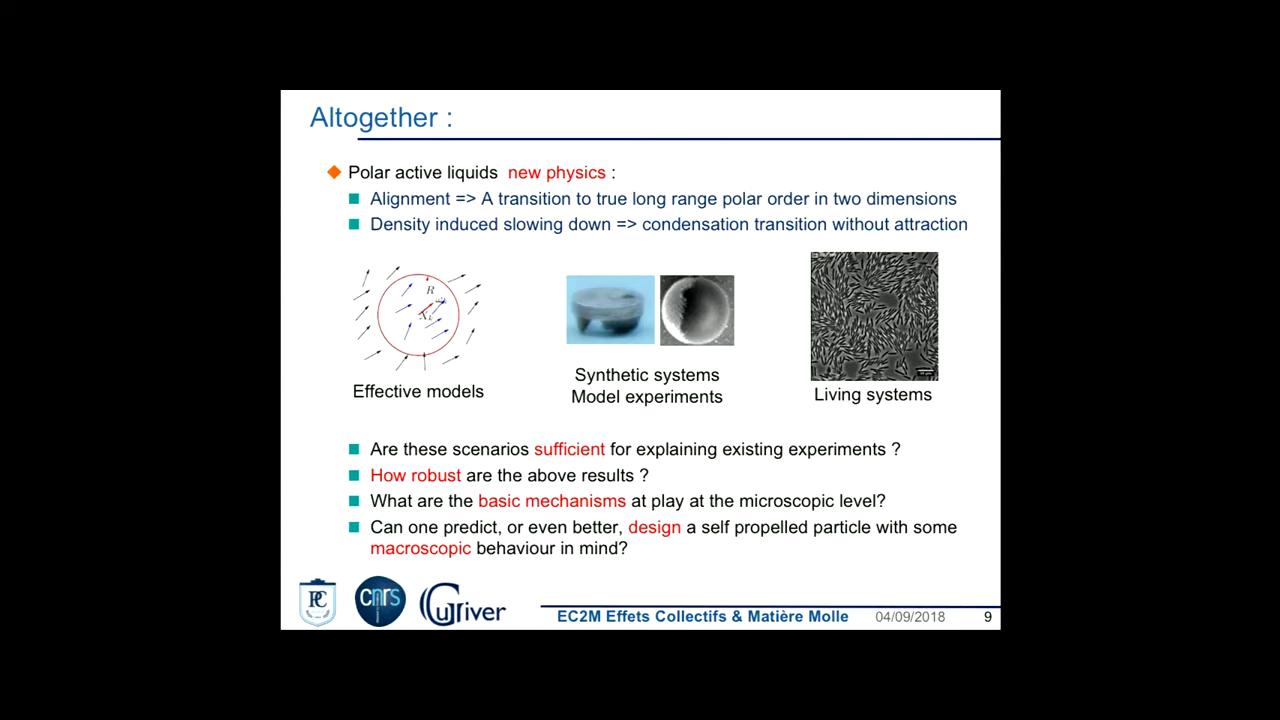 Altogether :
Polar active liquids new physics :
Alignment => A transition to true long range polar order in two dimensions
Density induced slowing down => condensation transition without attraction
R
Effective models
Synthetic systems
Model experiments
Living systems
Are these scenarios sufficient for explaining existing experiments ?
How robust are the above results ?
What are the basic mechanisms at play at the microscopic level?
Can one predict, or even better, design a self propelled particle with some
macroscopic behaviour in mind?
PC
cnrs
Gulliver
EC2M Effets Collectifs & Matière Molle
04/09/2018
9